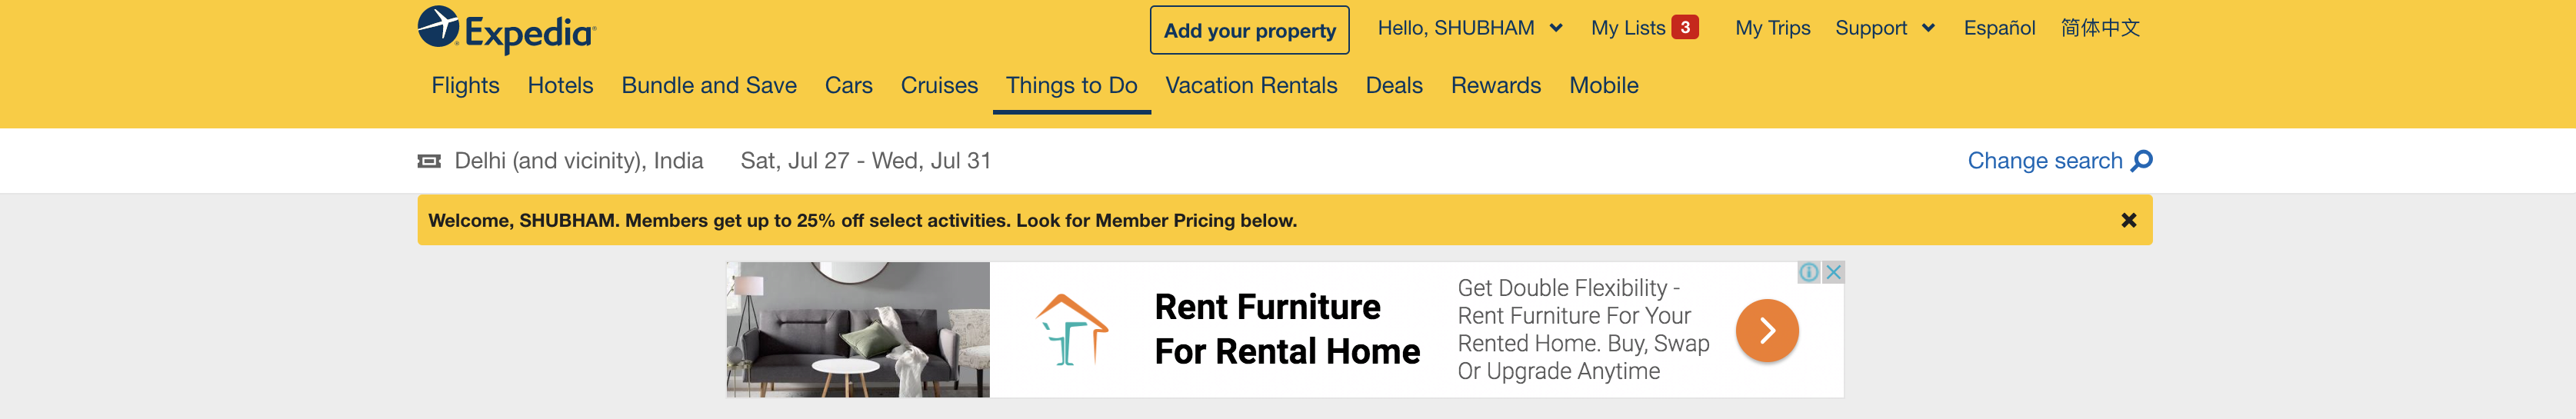 Expedia
Add your property
Hello, SHUBHAM
My Lists 3
My Trips
Support
Español
简体中文
Flights
Hotels
Bundle and Save
Cars
Cruises
Things to Do
Vacation Rentals
Deals
Rewards
Mobile
Delhi (and vicinity), India
Sat, Jul 27 - Wed, Jul 31
Change search
Welcome, SHUBHAM. Members get up to 25% off select activities. Look for Member Pricing below.
Rent Furniture
For Rental Home
Get Double Flexibility -
Rent Furniture For Your
Rented Home. Buy, Swap
Or Upgrade Anytime